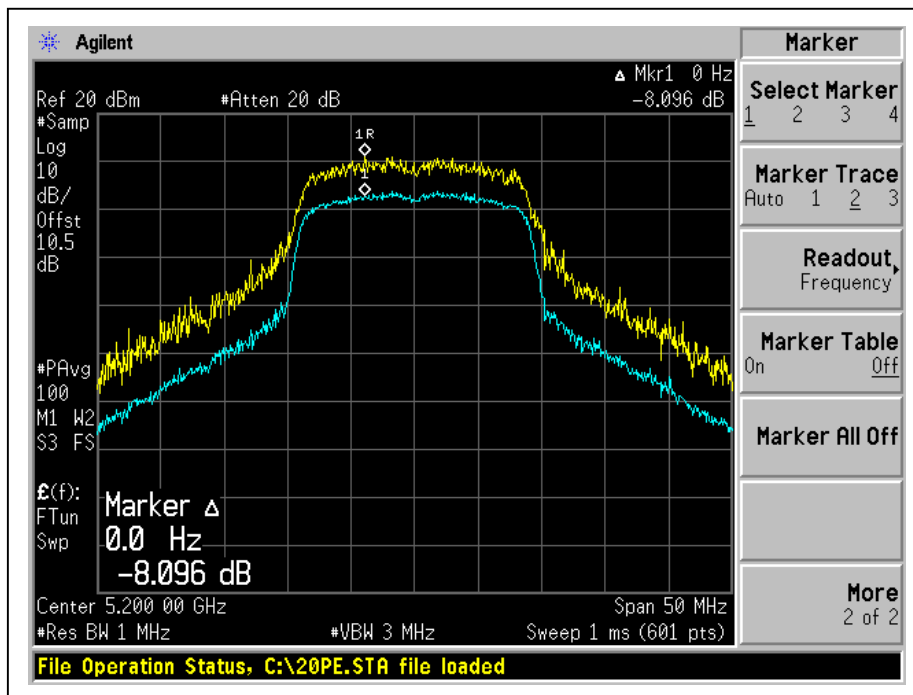 Agilent
Marker
Δ Mkr1 0 Hz
Ref 20 dBm #Atten 20 dB -8.096 dB
#Samp
Log
10
dB/
Offst
10.5
dB
1R
1
#PAvg
100
M1 W2
S3 FS
£(f):
FTun
Swp
Marker Δ
0.0 Hz
-8.096 dB
Center 5.200 00 GHz Span 50 MHz
#Res BW 1 MHz #VBW 3 MHz Sweep 1 ms (601 pts)
File Operation Status, C:\20PE.STA file loaded
Select Marker
1 2 3 4
Marker Trace
Auto 1 2 3
Readout
Frequency
Marker Table
On Off
Marker All Off
More
2 of 2